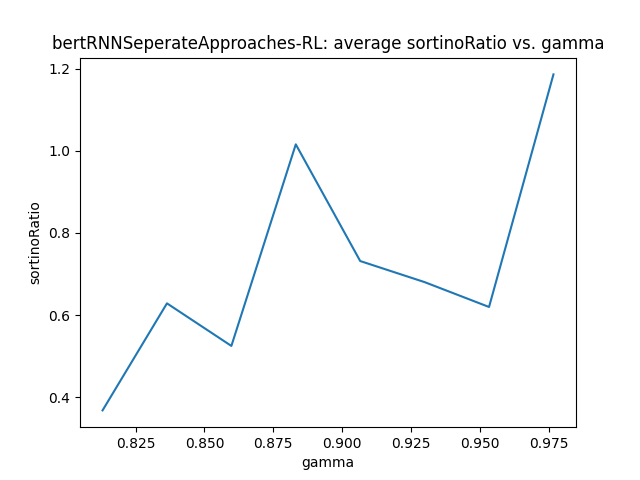 bertRNNSeperateApproaches-RL: average sortinoRatio vs. gamma
sortinoRatio
1.2
1.0
0.8
0.6
0.4
0.825 0.850 0.875 0.900 0.925 0.950 0.975
gamma